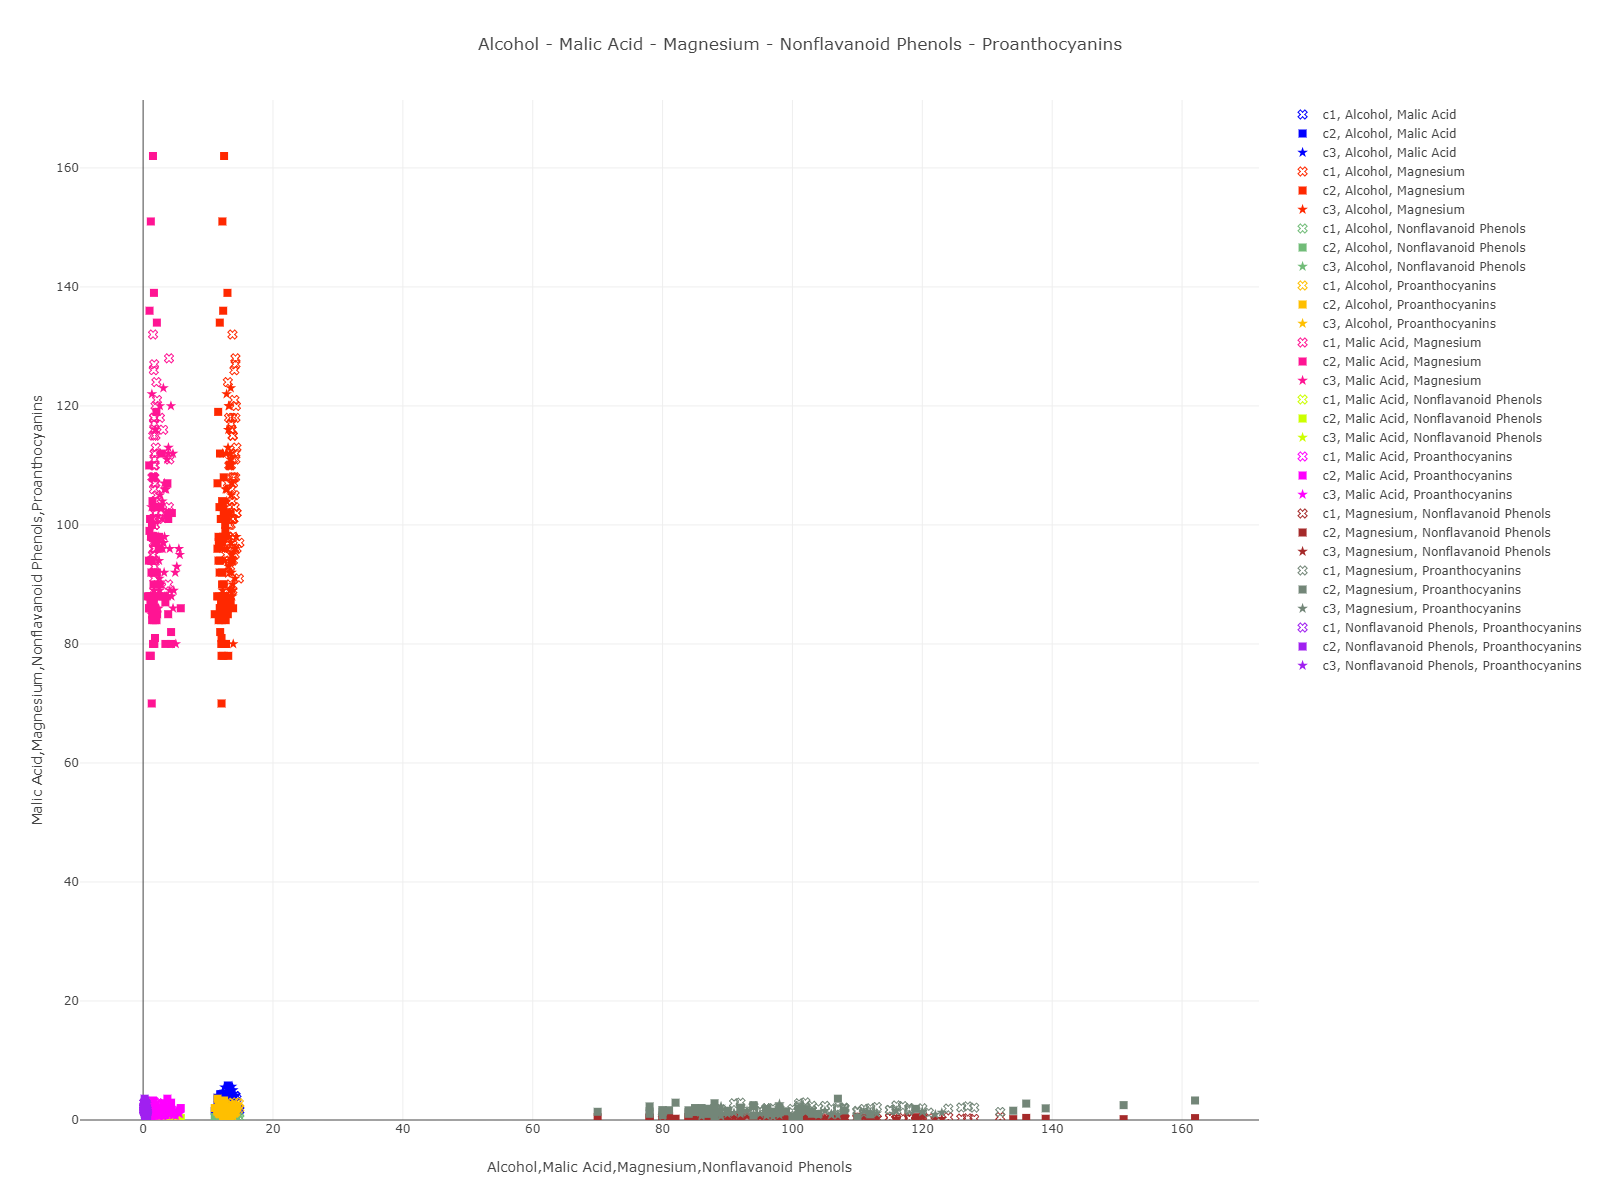 Alcohol - Malic Acid - Magnesium - Nonflavanoid Phenols - Proanthocyanins
c1, Alcohol, Malic Acid
c2, Alcohol, Malic Acid
c3, Alcohol, Malic Acid
c1, Alcohol, Magnesium
c2, Alcohol, Magnesium
c3, Alcohol, Magnesium
c1, Alcohol, Nonflavanoid Phenols
c2, Alcohol, Nonflavanoid Phenols
c3, Alcohol, Nonflavanoid Phenols
c1, Alcohol, Proanthocyanins
c2, Alcohol, Proanthocyanins
c3, Alcohol, Proanthocyanins
c1, Malic Acid, Magnesium
c2, Malic Acid, Magnesium
c3, Malic Acid, Magnesium
c1, Malic Acid, Nonflavanoid Phenols
c2, Malic Acid, Nonflavanoid Phenols
c3, Malic Acid, Nonflavanoid Phenols
c1, Malic Acid, Proanthocyanins
c2, Malic Acid, Proanthocyanins
c3, Malic Acid, Proanthocyanins
c1, Magnesium, Nonflavanoid Phenols
c2, Magnesium, Nonflavanoid Phenols
c3, Magnesium, Nonflavanoid Phenols
c1, Magnesium, Proanthocyanins
c2, Magnesium, Proanthocyanins
c3, Magnesium, Proanthocyanins
c1, Nonflavanoid Phenols, Proanthocyanins
c2, Nonflavanoid Phenols, Proanthocyanins
c3, Nonflavanoid Phenols, Proanthocyanins
Malic Acid,Magnesium,Nonflavanoid Phenols,Proanthocyanins
160
140
120
100
80
60
40
20
0
0 20 40 60 80 100 120 140 160
Alcohol,Malic Acid,Magnesium,Nonflavanoid Phenols